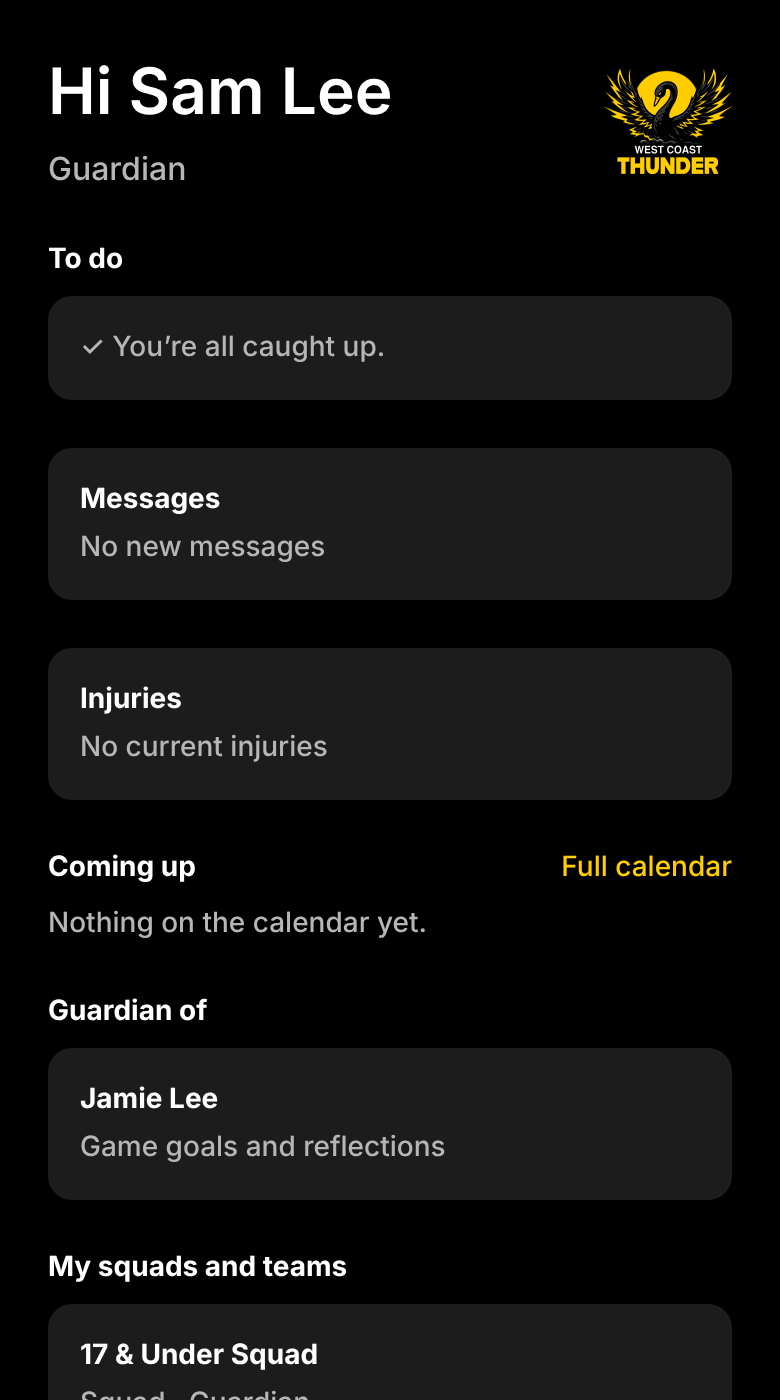 Hi Sam Lee
Guardian
WEST COAST
THUNDER
To do
✓ You’re all caught up.
Messages
No new messages
Injuries
No current injuries
Coming up
Full calendar
Nothing on the calendar yet.
Guardian of
Jamie Lee
Game goals and reflections
My squads and teams
17 & Under Squad